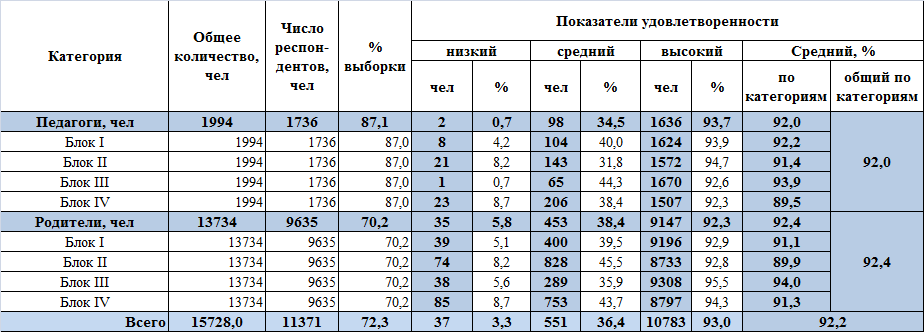 Категория
Общее количество, чел
Число респон-дентов, чел
% выборки
Показатели удовлетворенности
низкий средний высокий Средний, %
чел % чел % чел % по категориям общий по категориям
Педагоги, чел 1994 1736 87,1 2 0,7 98 34,5 1636 93,7 92,0 92,0
Блок I 1994 1736 87,0 8 4,2 104 40,0 1624 93,9 92,2
Блок II 1994 1736 87,0 21 8,2 143 31,8 1572 94,7 91,4
Блок III 1994 1736 87,0 1 0,7 65 44,3 1670 92,6 93,9
Блок IV 1994 1736 87,0 23 8,7 206 38,4 1507 92,3 89,5
Родители, чел 13734 9635 70,2 35 5,8 453 38,4 9147 92,3 92,4 92,4
Блок I 13734 9635 70,2 39 5,1 400 39,5 9196 92,9 91,1
Блок II 13734 9635 70,2 74 8,2 828 45,5 8733 92,8 89,9
Блок III 13734 9635 70,2 38 5,6 289 35,9 9308 95,5 94,0
Блок IV 13734 9635 70,2 85 8,7 753 43,7 8797 94,3 91,3
Всего 15728,0 11371 72,3 37 3,3 551 36,4 10783 93,0 92,2